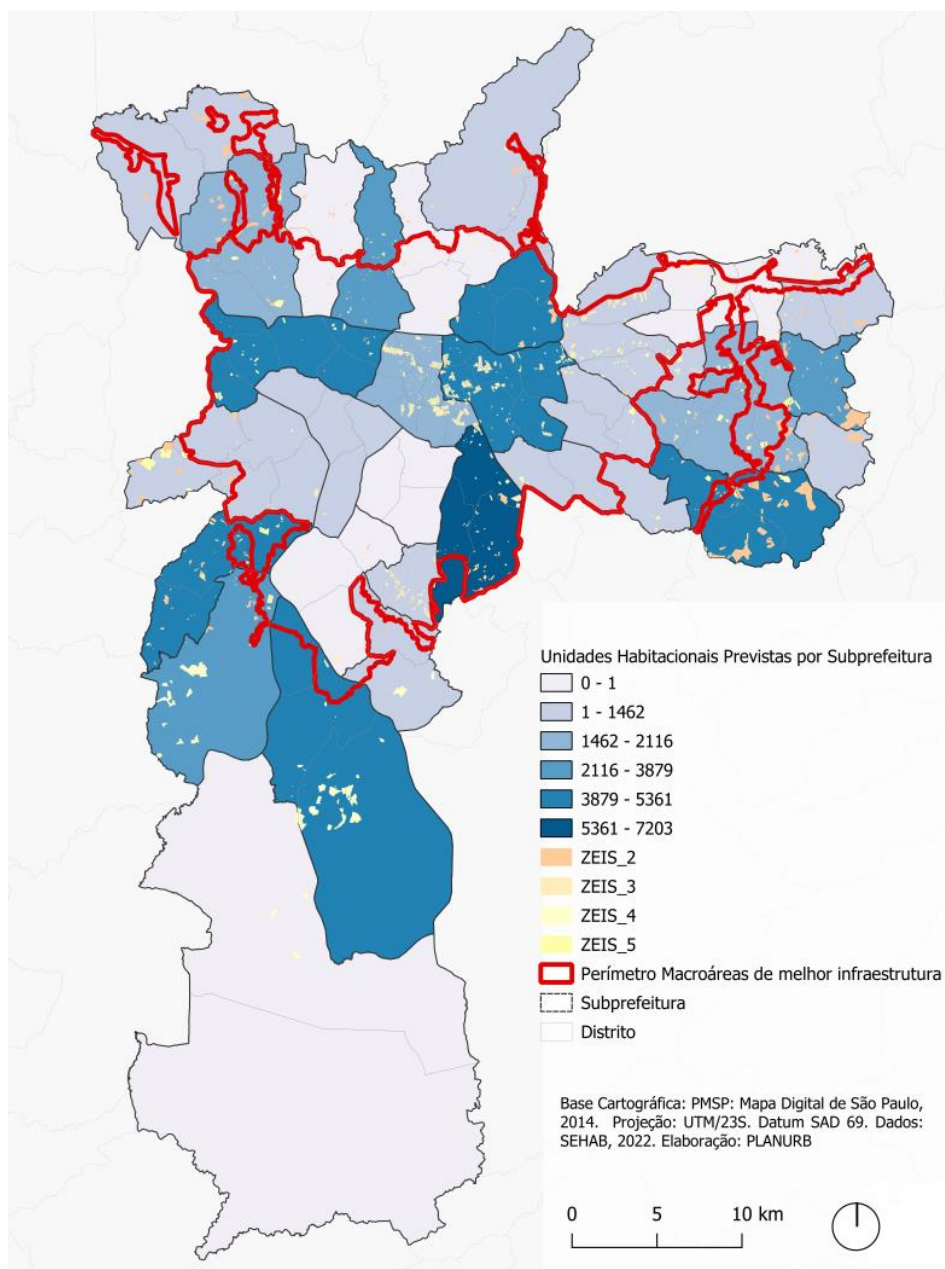 Unidades Habitacionais Previstas por Subprefeitura
0 - 1
1 - 1462
1462 - 2116
2116 - 3879
3879 - 5361
5361 - 7203
ZEIS_2
ZEIS_3
ZEIS_4
ZEIS_5
Perímetro Macroáreas de melhor infraestrutura
Subprefeitura
Distrito
Base Cartográfica: PMSP: Mapa Digital de São Paulo,
2014. Projeção: UTM/23S. Datum SAD 69. Dados:
SEHAB, 2022. Elaboração: PLANURB
0 5 10 km